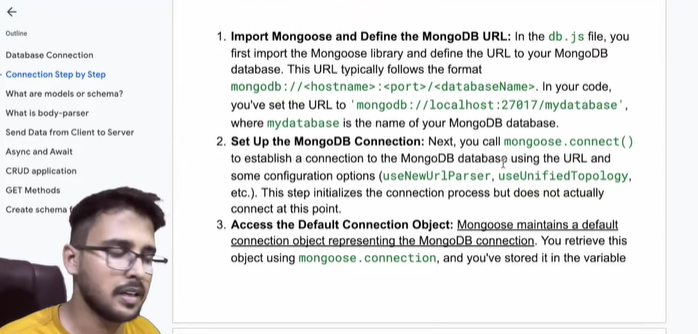 Outline
Database Connection
Connection Step by Step
What are models or schema?
What is body-parser
Send Data from Client to Server
Async and Await
CRUD application
GET Methods
Create schema
1. Import Mongoose and Define the MongoDB URL: In the db.js file, you
first import the Mongoose library and define the URL to your MongoDB
database. This URL typically follows the format
mongodb://<hostname>:<port>/<databaseName>. In your code,
you've set the URL to 'mongodb://localhost:27017/mydatabase',
where mydatabase is the name of your MongoDB database.
2. Set Up the MongoDB Connection: Next, you call mongoose.connect()
to establish a connection to the MongoDB database using the URL and
some configuration options (useNewUrlParser, useUnifiedTopology,
etc.). This step initializes the connection process but does not actually
connect at this point.
3. Access the Default Connection Object: Mongoose maintains a default
connection object representing the MongoDB connection. You retrieve this
object using mongoose.connection, and you've stored it in the variable